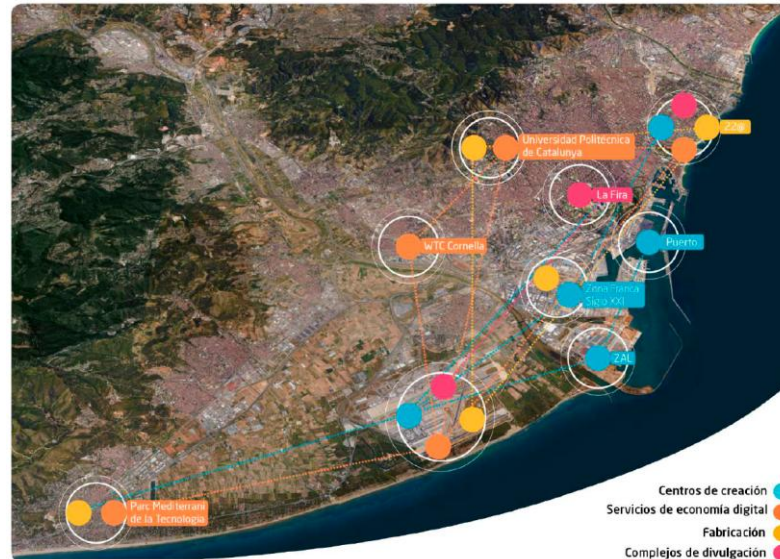 22@
Universidad Politécnica
de Catalunya
La Fira
WTC Cornella
Puerto
Zona Franca
Siglo XXI
ZAL
Parc Mediterrani
de la Tecnologia
Centros de creación
Servicios de economía digital
Fabricación
Complejos de divulgación